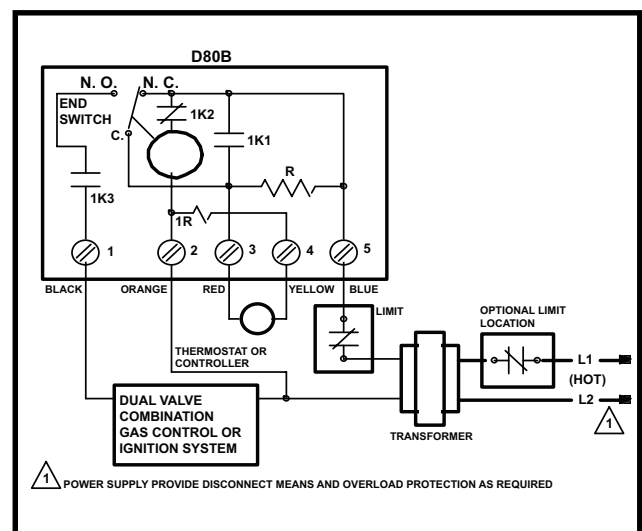 D80B
N. O.
N. C.
END
SWITCH
1K2
C.
1K1
R
1K3
1R
1
2
3
4
5
BLACK
ORANGE
RED
YELLOW
BLUE
LIMIT
OPTIONAL LIMIT
LOCATION
L1
(HOT)
L2
1
THERMOSTAT OR
CONTROLLER
TRANSFORMER
DUAL VALVE
COMBINATION
GAS CONTROL OR
IGNITION SYSTEM
1 POWER SUPPLY PROVIDE DISCONNECT MEANS AND OVERLOAD PROTECTION AS REQUIRED